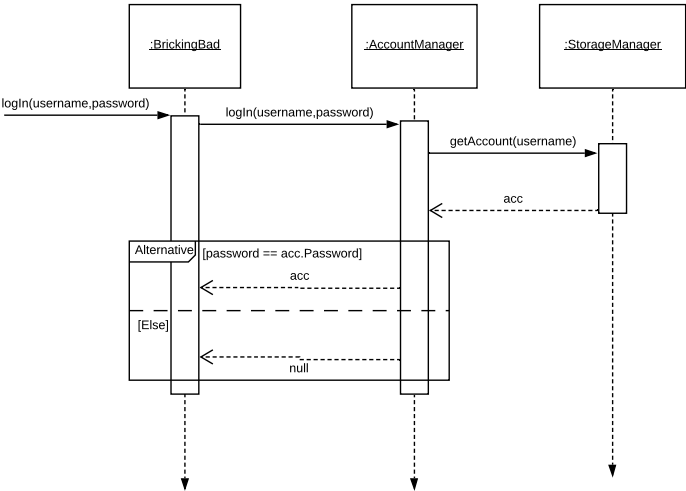 :BrickingBad
:AccountManager
:StorageManager
logIn(username,password)
logIn(username,password)
getAccount(username)
acc
Alternative
[password == acc.Password]
acc
[Else]
null